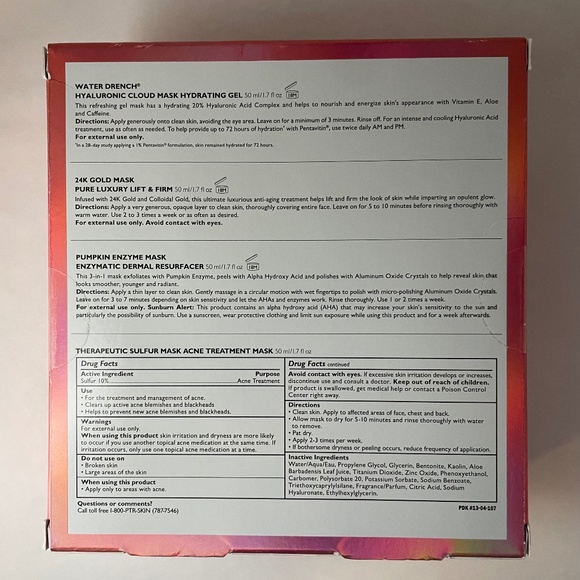 WATER DRENCH®
HYALURONIC CLOUD MASK HYDRATING GEL 50 ml/1.7 fl oz 18M
This refreshing gel mask has a hydrating 20% Hyaluronic Acid Complex and helps to nourish and energize skin's appearance with Vitamin E, Aloe
and Caffeine.
Directions: Apply generously onto clean skin, avoiding the eye area. Leave on for a minimum of 3 minutes. Rinse off. For an intense and cooling Hyaluronic Acid
treatment, use as often as needed. To help provide up to 72 hours of hydration* with Pentavitin®, use twice daily AM and PM.
For external use only.
*In a 28-day study applying a 1% Pentavitin® formulation, skin remained hydrated for 72 hours.
24K GOLD MASK
PURE LUXURY LIFT & FIRM 50 ml/1.7 fl oz 18M
Infused with 24K Gold and Colloidal Gold, this ultimate luxurious anti-aging treatment helps lift and firm the look of skin while imparting an opulent glow.
Directions: Apply a very generous, opaque layer to clean skin, thoroughly covering entire face. Leave on for 5 to 10 minutes before rinsing thoroughly with
warm water. Use 2 to 3 times a week or as often as desired.
For external use only. Avoid contact with eyes.
PUMPKIN ENZYME MASK
ENZYMATIC DERMAL RESURFACER 50 ml/1.7 fl oz 18M
This 3-in-1 mask exfoliates with Pumpkin Enzyme, peels with Alpha Hydroxy Acid and polishes with Aluminum Oxide Crystals to help reveal skin that
looks smoother, younger and radiant.
Directions: Apply a thin layer to clean skin. Gently massage in a circular motion with wet fingertips to polish with micro-polishing Aluminum Oxide Crystals.
Leave on for 3 to 7 minutes depending on skin sensitivity and let the AHAs and enzymes work. Rinse thoroughly. Use 1 or 2 times a week.
For external use only. Sunburn Alert: This product contains an alpha hydroxy acid (AHA) that may increase your skin's sensitivity to the sun and
particularly the possibility of sunburn. Use a sunscreen, wear protective clothing and limit sun exposure while using this product and for a week afterwards.
THERAPEUTIC SULFUR MASK ACNE TREATMENT MASK 50 ml/1.7 fl oz
Drug Facts
Active Ingredient Purpose
Sulfur 10% Acne Treatment
Use
• For the treatment and management of acne.
• Clears up active acne blemishes and blackheads.
• Helps to prevent new acne blemishes and blackheads.
Warnings
For external use only.
When using this product skin irritation and dryness are more likely
to occur if you use another topical acne medication at the same time. If
irritation occurs, only use one topical acne medication at a time.
Do not use on
• Broken skin
• Large areas of the skin
When using this product
• Apply only to areas with acne.
Drug Facts continued
Avoid contact with eyes. If excessive skin irritation develops or increases,
discontinue use and consult a doctor. Keep out of reach of children.
If product is swallowed, get medical help or contact a Poison Control
Center right away.
Directions
• Clean skin. Apply to affected areas of face, chest and back.
• Allow mask to dry for 5-10 minutes and rinse thoroughly with water
to remove.
• Pat dry.
• Apply 2-3 times per week.
• If bothersome dryness or peeling occurs, reduce frequency of application.
Inactive Ingredients
Water/Aqua/Eau, Propylene Glycol, Glycerin, Bentonite, Kaolin, Aloe
Barbadensis Leaf Juice, Titanium Dioxide, Zinc Oxide, Phenoxyethanol,
Carbomer, Polysorbate 20, Potassium Sorbate, Sodium Benzoate,
Triethoxycaprylylsilane, Fragrance/Parfum, Citric Acid, Sodium
Hyaluronate, Ethylhexylglycerin.
Questions or comments?
Call toll free 1-800-PTR-SKIN (787-7546)
PDK #13-04-107